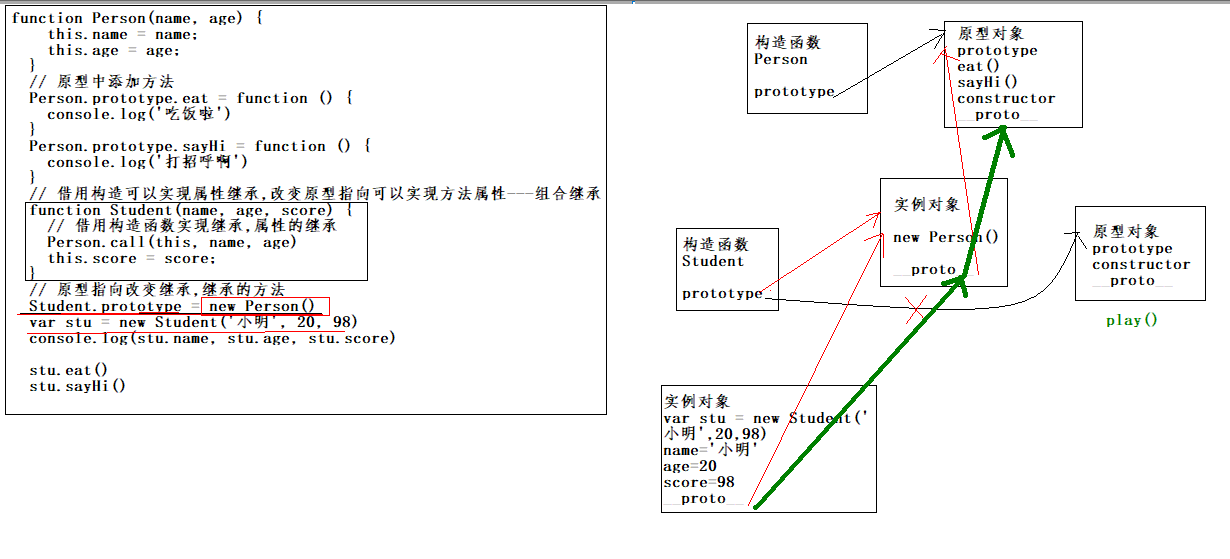 function Person(name, age) {
this.name = name;
this.age = age;
}
// 原型中添加方法
Person.prototype.eat = function () {
console.log('吃饭啦')
}
Person.prototype.sayHi = function () {
console.log('打招呼啊')
}
// 借用构造可以实现属性继承,改变原型指向可以实现方法属性---组合继承
function Student(name, age, score) {
// 借用构造函数实现继承,属性的继承
Person.call(this, name, age)
this.score = score;
}
// 原型指向改变继承,继承的方法
Student.prototype = new Person()
var stu = new Student('小明', 20, 98)
console.log(stu.name, stu.age, stu.score)
stu.eat()
stu.sayHi()
构造函数
Person
prototype
原型对象
prototype
eat()
sayHi()
constructor
__proto__
实例对象
new Person()
__proto__
构造函数
Student
prototype
原型对象
prototype
constructor
__proto__
play()
实例对象
var stu = new Student('
小明',20,98)
name='小明'
age=20
score=98
__proto__